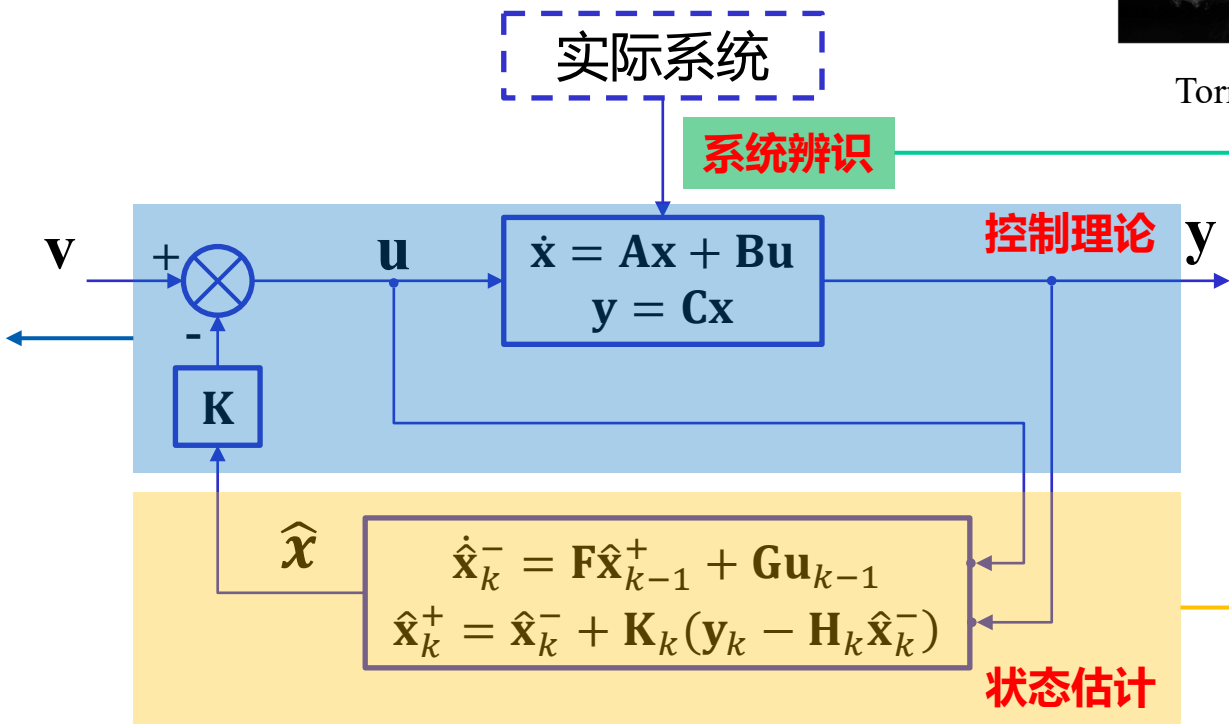 实际系统
Torr
系统辨识
控制理论
v
+
u
ẋ = Ax + Bu
y = Cx
y
-
K
x̂
̇x̂ₖ⁻ = Fx̂ₖ₋₁⁺ + Guₖ₋₁
x̂ₖ⁺ = x̂ₖ⁻ + Kₖ(yₖ − Hₖx̂ₖ⁻)
状态估计